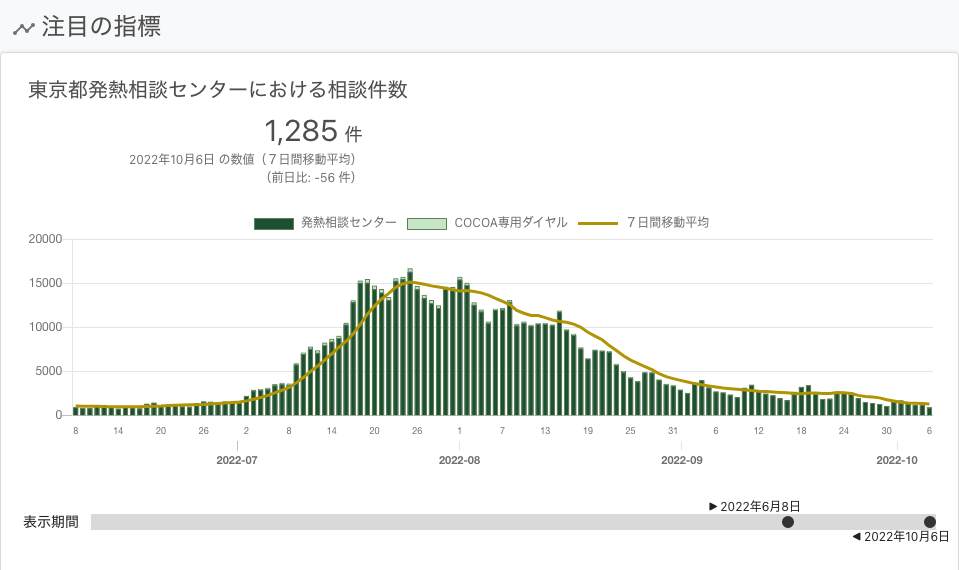 注目の指標
東京都発熱相談センターにおける相談件数
1,285 件
2022年10月6日 の数値（７日間移動平均）
（前日比: -56 件）
発熱相談センター COCOA専用ダイヤル ７日間移動平均
20000
15000
10000
5000
0
8 14 20 26 2 8 14 20 26 1 7 13 19 25 31 6 12 18 24 30 6
2022-07 2022-08 2022-09 2022-10
▶ 2022年6月8日
表示期間
◀ 2022年10月6日